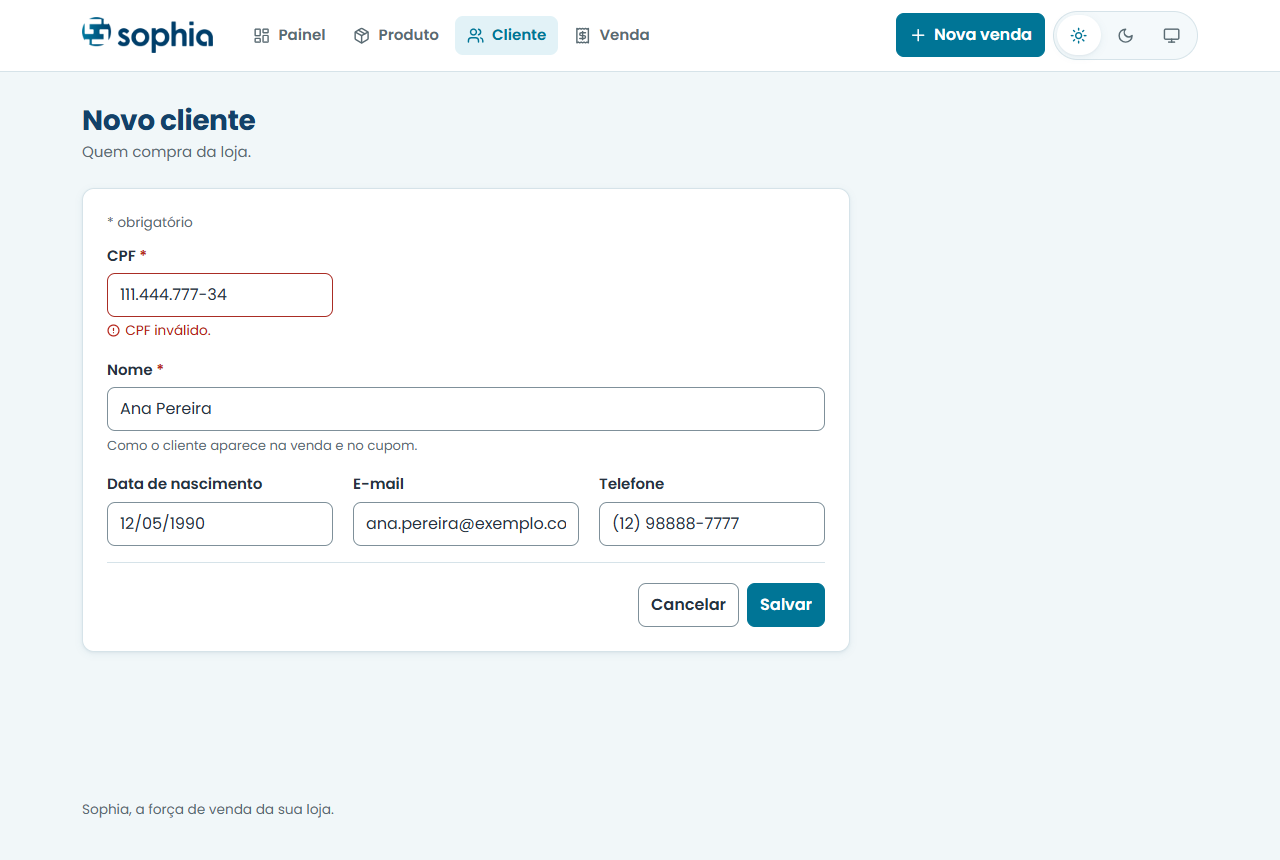 sophia
Painel
Produto
Cliente
Venda
Nova venda
Novo cliente
Quem compra da loja.
* obrigatório
CPF *
111.444.777-34
CPF inválido.
Nome *
Ana Pereira
Como o cliente aparece na venda e no cupom.
Data de nascimento
E-mail
Telefone
12/05/1990
ana.pereira@exemplo.co
(12) 98888-7777
Cancelar
Salvar
Sophia, a força de venda da sua loja.